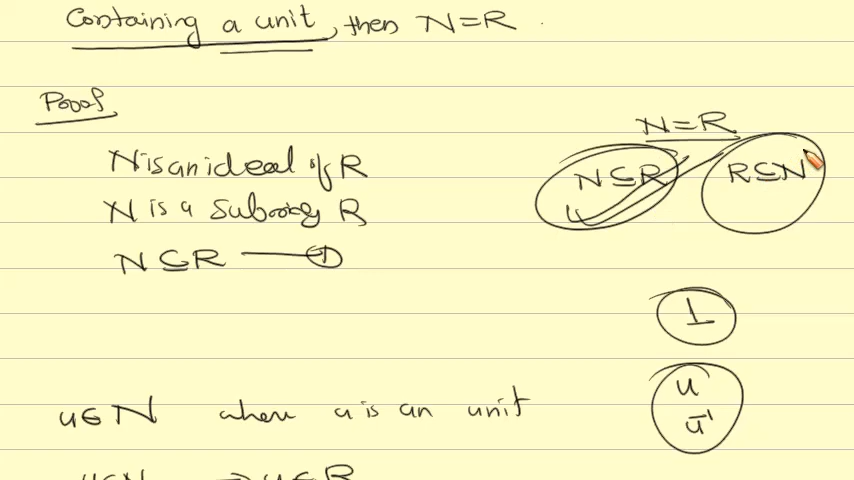 Containing a unit, then N=R.
Proof
N is an ideal of R
N is a subring R
N⊆R ——— ①
N=R
N⊆R R⊆N
1
u
u⁻¹
u∈N where u is an unit
u∈N ⇒ u∈R